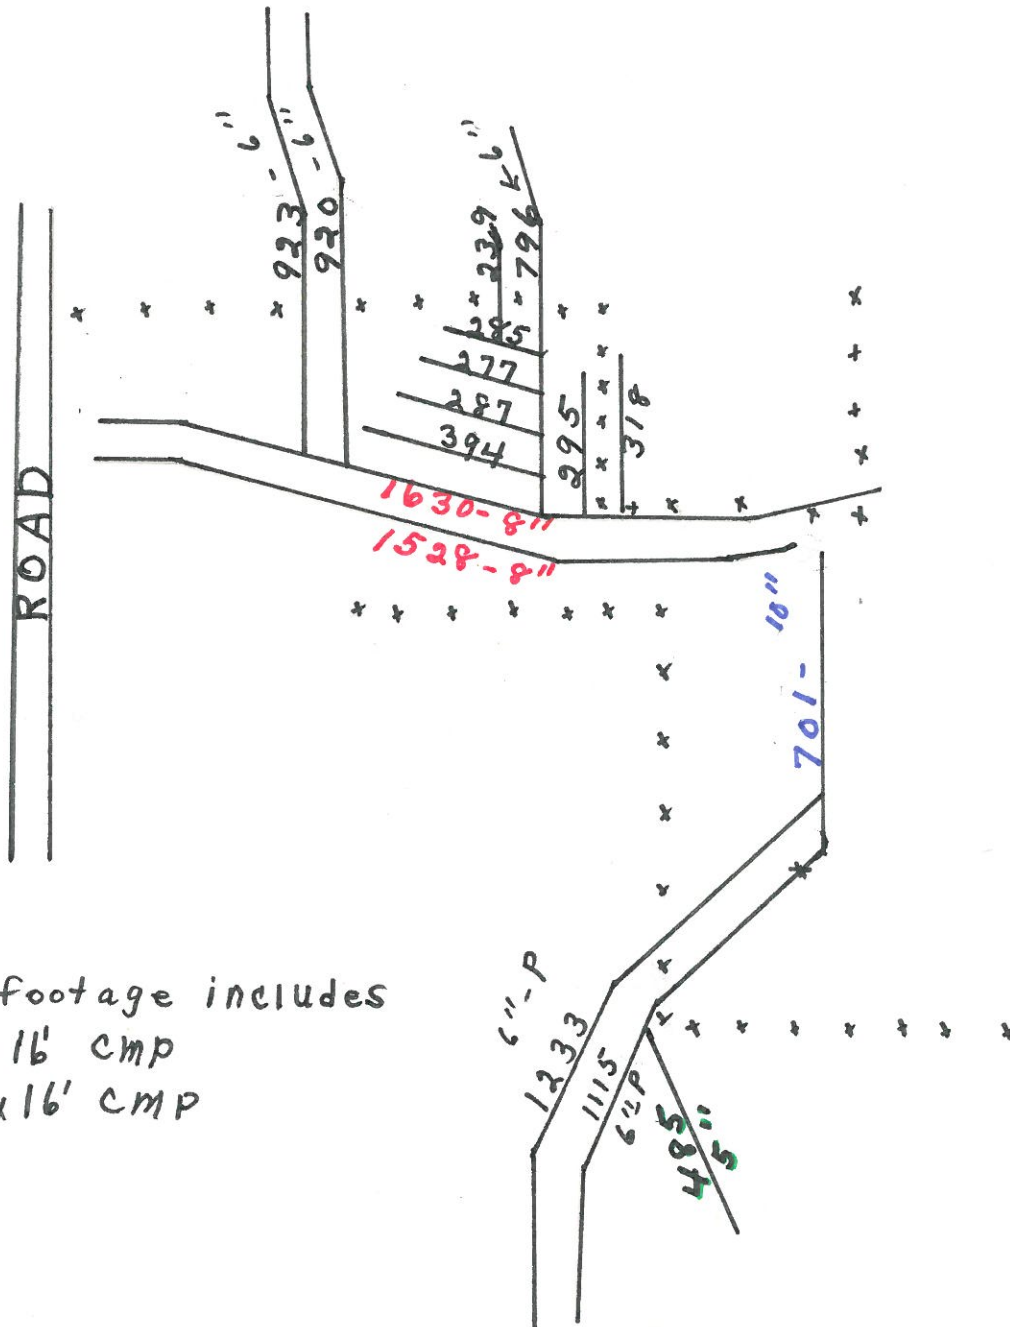 923 - 6"
920 - 6"
239
796 6"
285
277
287
394
295
318
1630-8"
1528-8"
ROAD
701- 10"
6"-P
1233
1115
6"-P
485
5"
footage includes
16' CMP
x16' CMP